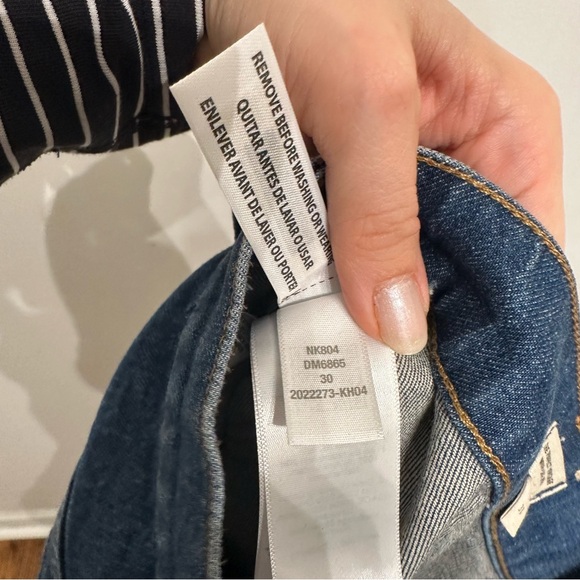 REMOVE BEFORE WASHING OR WEARING
QUITAR ANTES DE LAVAR O USAR
ENLEVER AVANT DE LAVER OU PORTER
NK804
DM6865
30
2022273-KH04